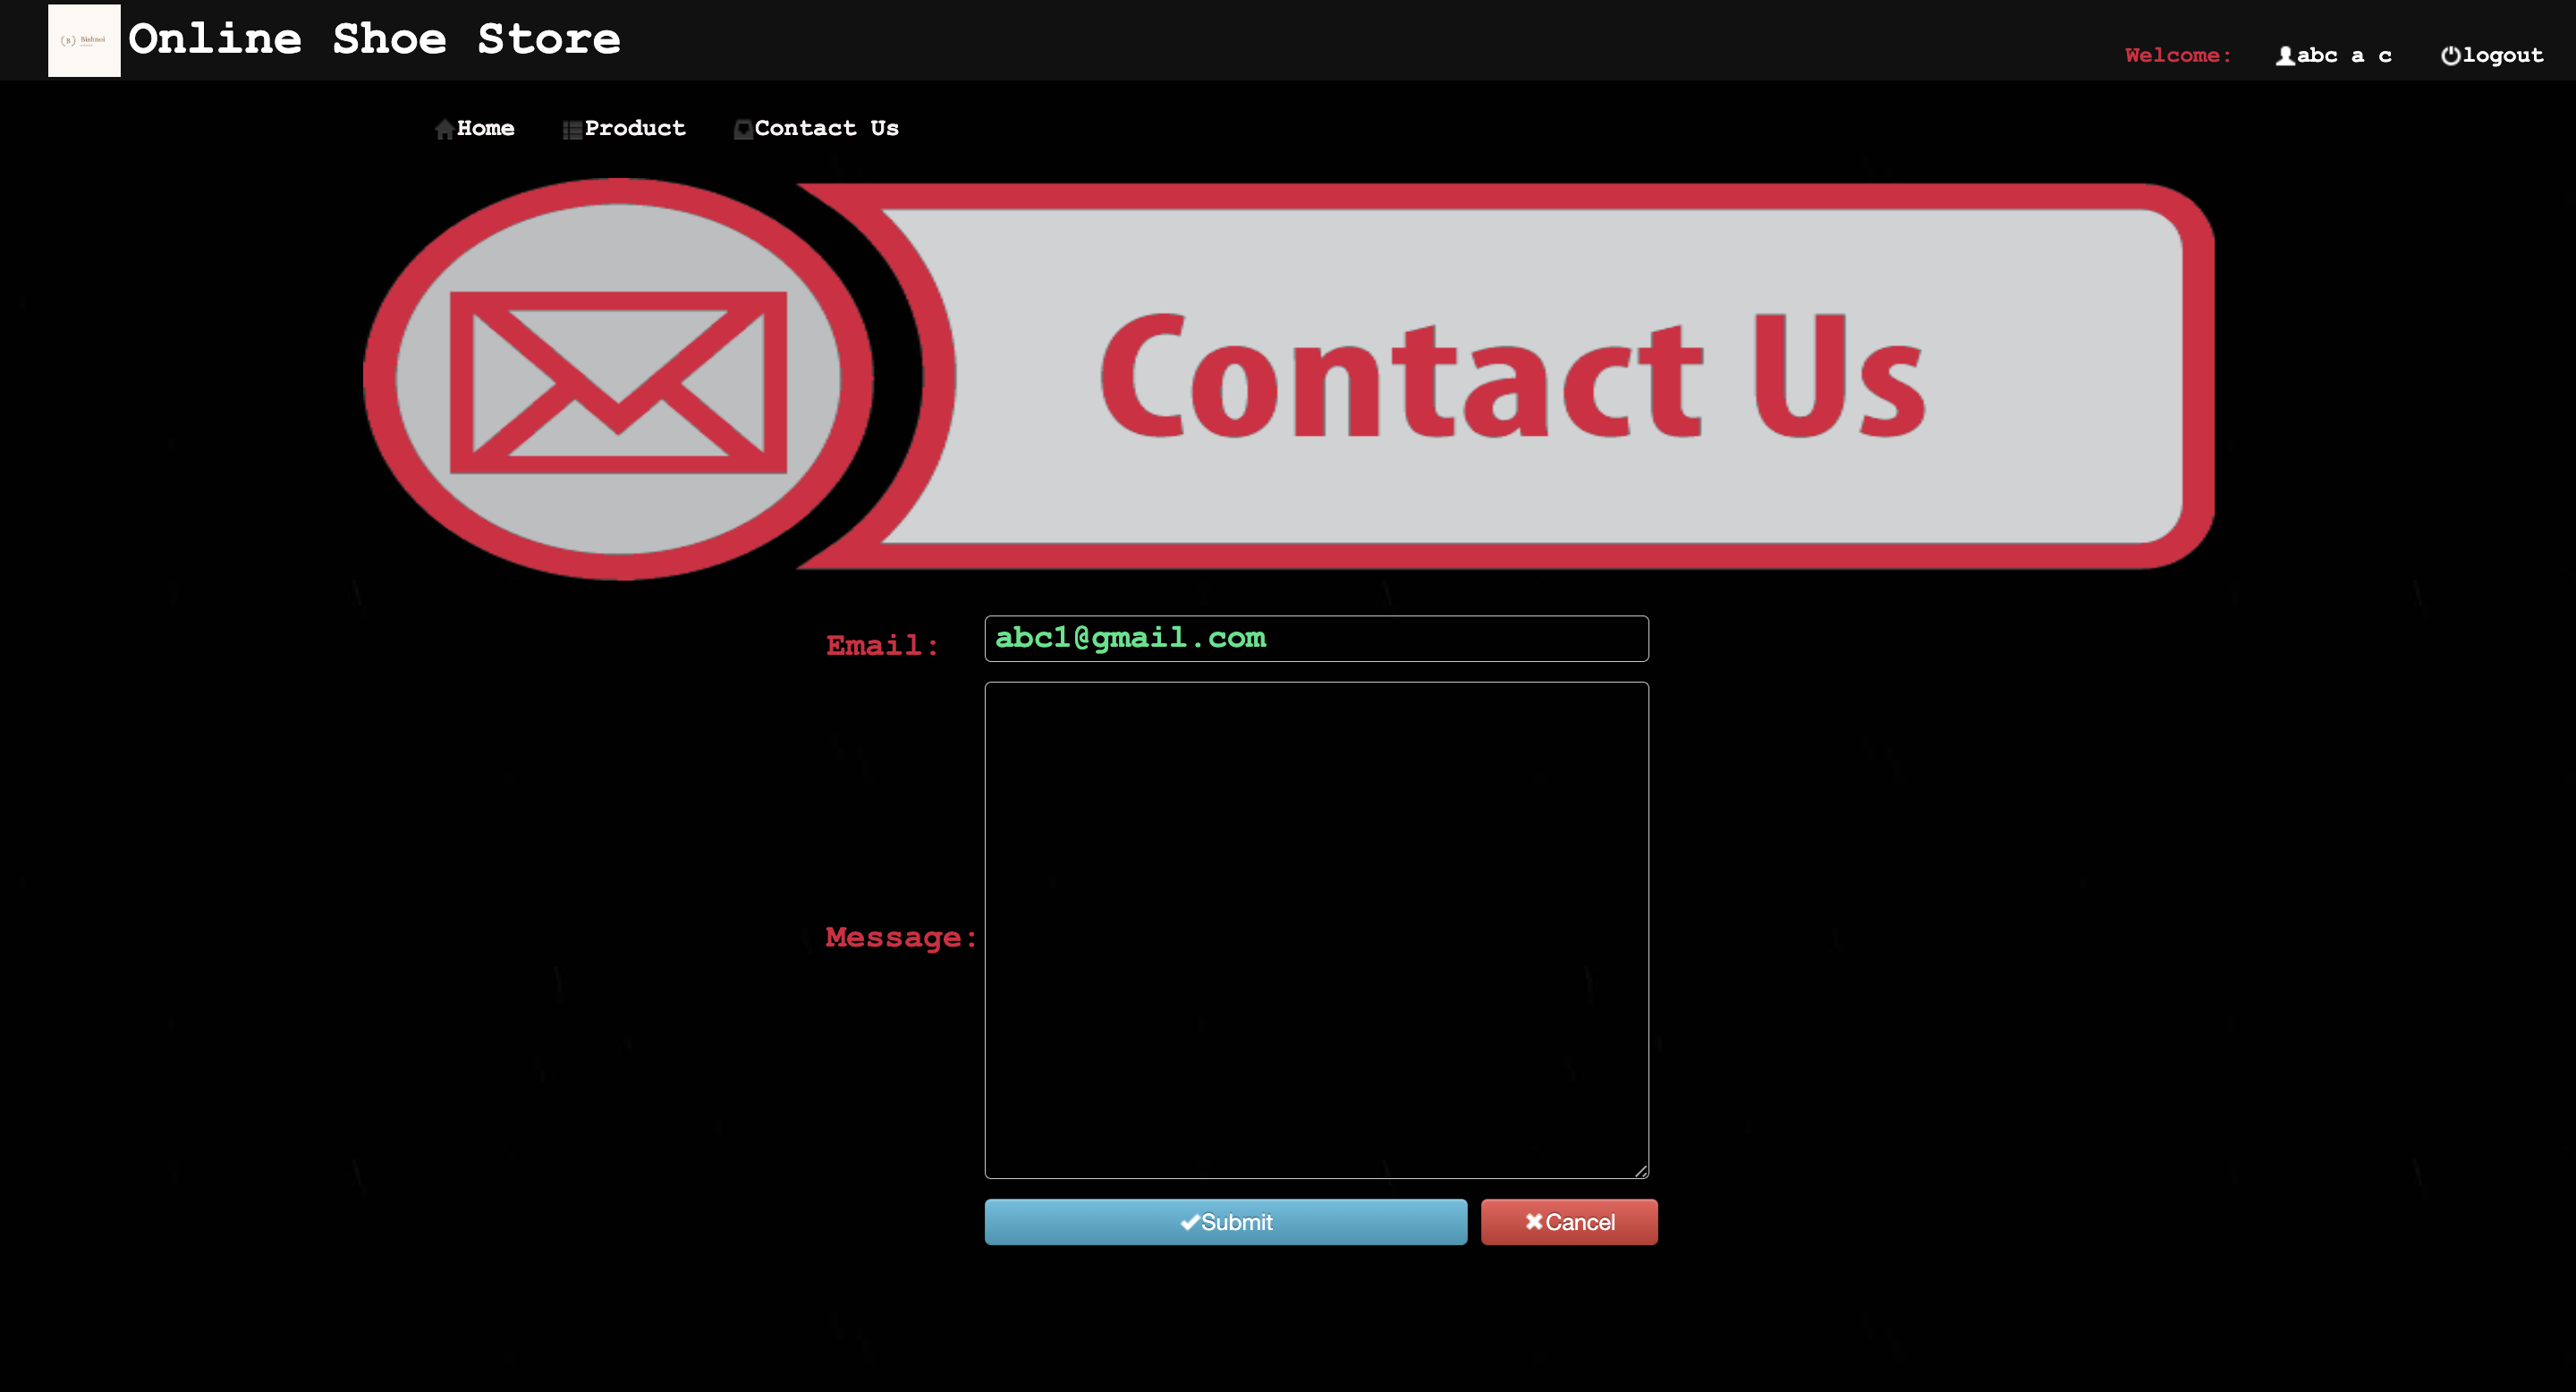 (B) Bishnoi
Online Shoe Store
Welcome: abc a c logout
Home Product Contact Us
Contact Us
Email: abc1@gmail.com
Message:
Submit Cancel